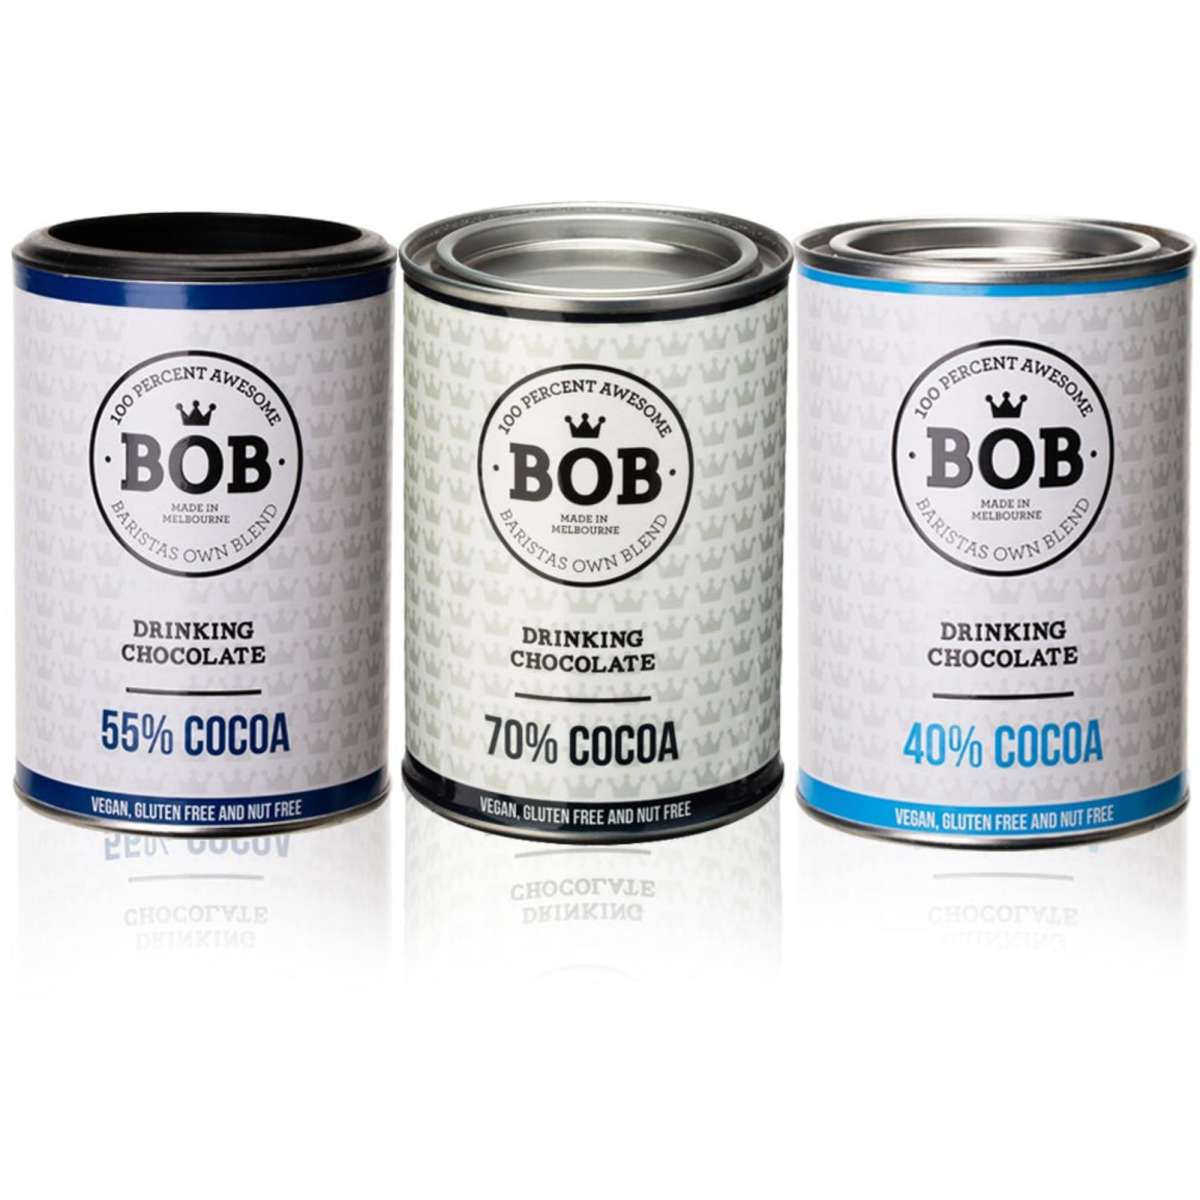 100 PERCENT AWESOME
BOB
MADE IN
MELBOURNE
BARISTAS OWN BLEND
DRINKING
CHOCOLATE
55% COCOA
VEGAN, GLUTEN FREE AND NUT FREE
100 PERCENT AWESOME
BOB
MADE IN
MELBOURNE
BARISTAS OWN BLEND
DRINKING
CHOCOLATE
70% COCOA
VEGAN, GLUTEN FREE AND NUT FREE
100 PERCENT AWESOME
BOB
MADE IN
MELBOURNE
BARISTAS OWN BLEND
DRINKING
CHOCOLATE
40% COCOA
VEGAN, GLUTEN FREE AND NUT FREE